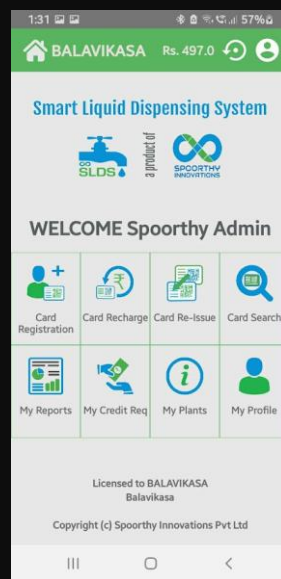 1:31 57%
BALAVIKASA Rs. 497.0
Smart Liquid Dispensing System
SLDS
a product of
SPOORTHY
INNOVATIONS
WELCOME Spoorthy Admin
Card
Registration
Card Recharge
Card Re-Issue
Card Search
My Reports
My Credit Req
My Plants
My Profile
Licensed to BALAVIKASA
Balavikasa
Copyright (c) Spoorthy Innovations Pvt Ltd